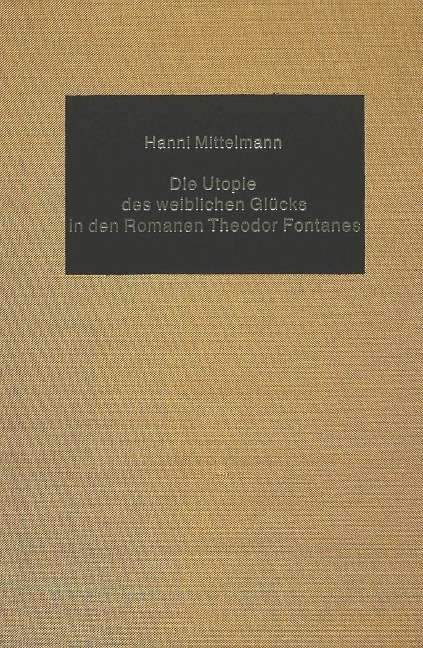 Hanni Mittelmann
Die Utopie
des weiblichen Glücks
in den Romanen Theodor Fontanes